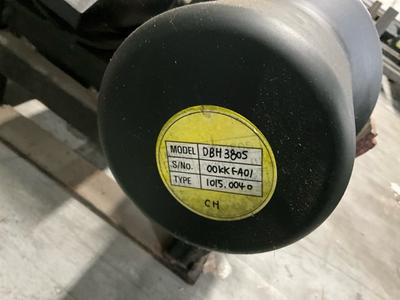 MODEL DBH3805
S/No. 00KKFA01
TYPE 1015.0040
CH